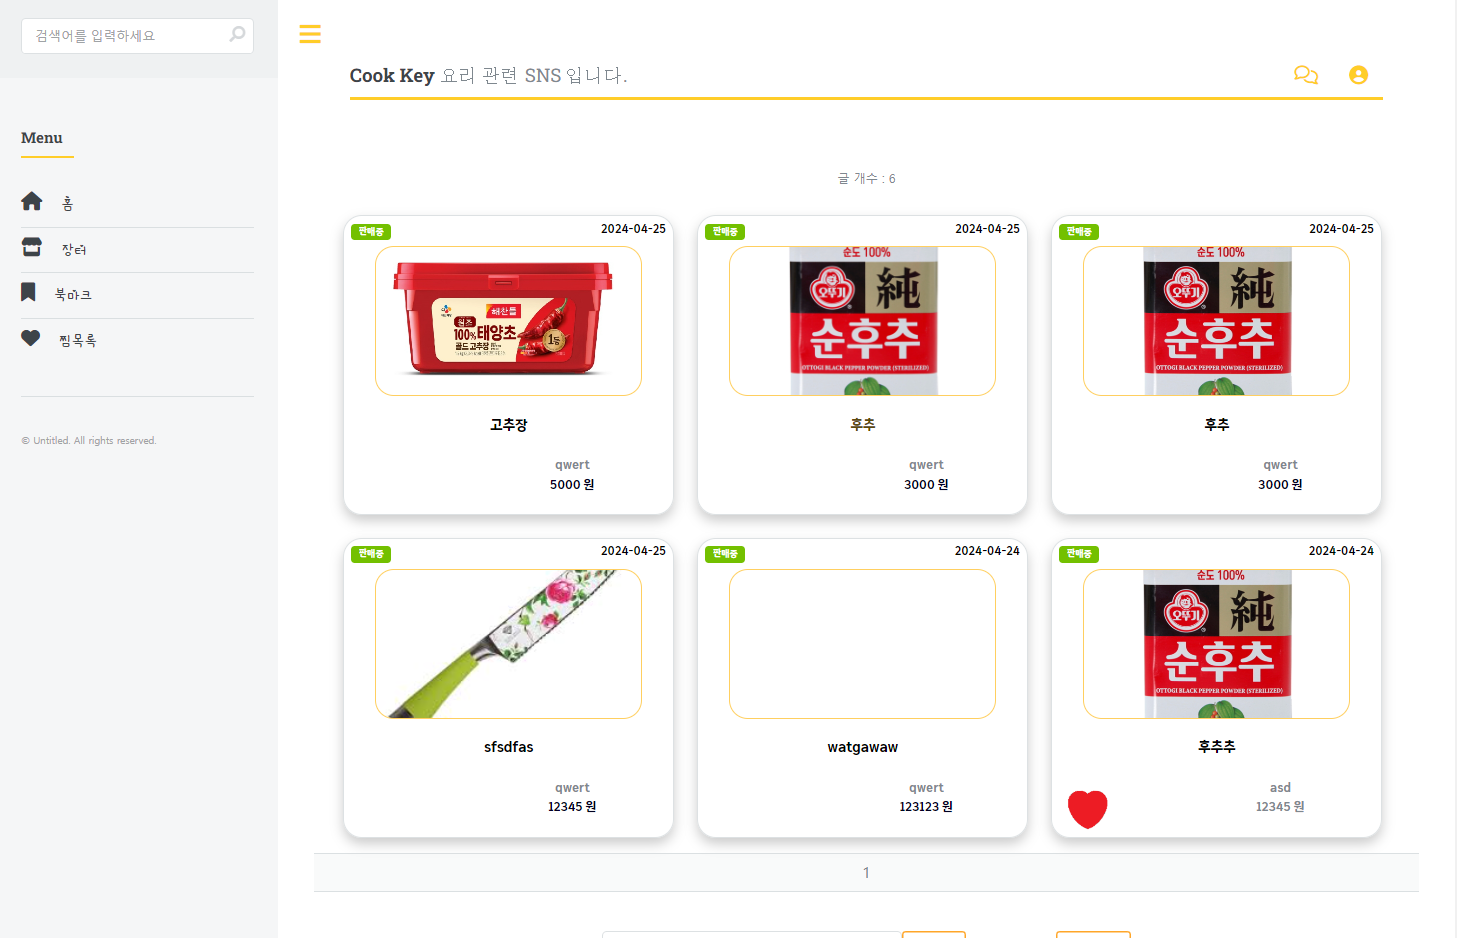 검색어를 입력하세요
Cook Key 요리 관련 SNS 입니다.
Menu
홈
장터
북마크
찜목록
© Untitled. All rights reserved.
글 개수 : 6
판매중 2024-04-25
해찬들
원조
100% 태양초
골드 고추장
1등
고추장
qwert
5000 원
판매중 2024-04-25
순도 100%
오뚜기
純
순후추
OTTOGI BLACK PEPPER POWDER (STERILIZED)
후추
qwert
3000 원
판매중 2024-04-25
순도 100%
오뚜기
純
순후추
OTTOGI BLACK PEPPER POWDER (STERILIZED)
후추
qwert
3000 원
판매중 2024-04-25
sfsdfas
qwert
12345 원
판매중 2024-04-24
watgawaw
qwert
123123 원
판매중 2024-04-24
순도 100%
오뚜기
純
순후추
OTTOGI BLACK PEPPER POWDER (STERILIZED)
후추추
asd
12345 원
1